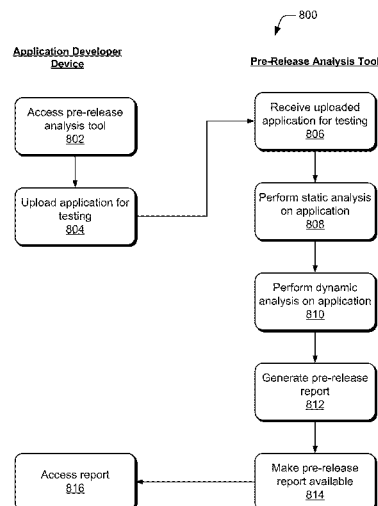 800
Application Developer
Device
Pre-Release Analysis Tool
Access pre-release
analysis tool
802
Upload application for
testing
804
Receive uploaded
application for testing
806
Perform static analysis
on application
808
Perform dynamic
analysis on application
810
Generate pre-release
report
812
Make pre-release
report available
814
Access report
816